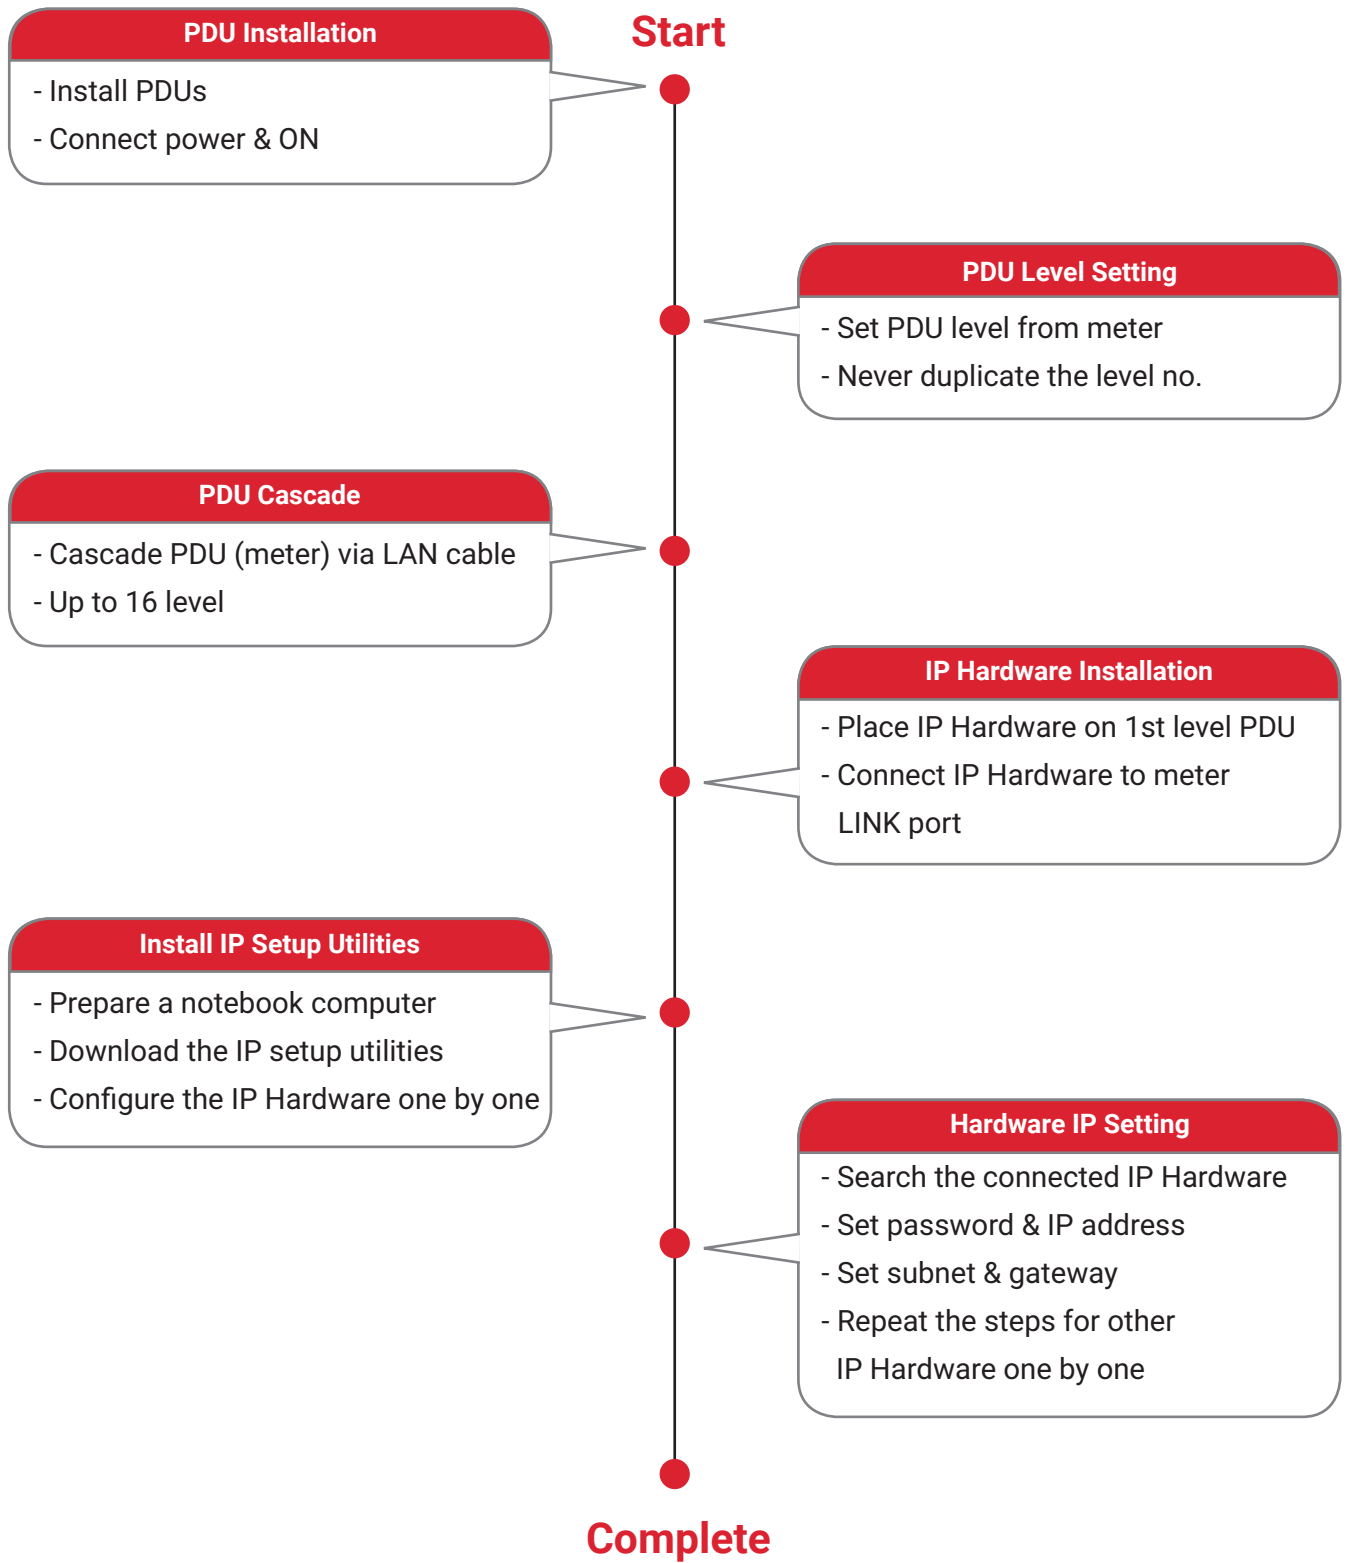 Start
PDU Installation
- Install PDUs
- Connect power & ON
PDU Level Setting
- Set PDU level from meter
- Never duplicate the level no.
PDU Cascade
- Cascade PDU (meter) via LAN cable
- Up to 16 level
IP Hardware Installation
- Place IP Hardware on 1st level PDU
- Connect IP Hardware to meter
LINK port
Install IP Setup Utilities
- Prepare a notebook computer
- Download the IP setup utilities
- Configure the IP Hardware one by one
Hardware IP Setting
- Search the connected IP Hardware
- Set password & IP address
- Set subnet & gateway
- Repeat the steps for other
IP Hardware one by one
Complete